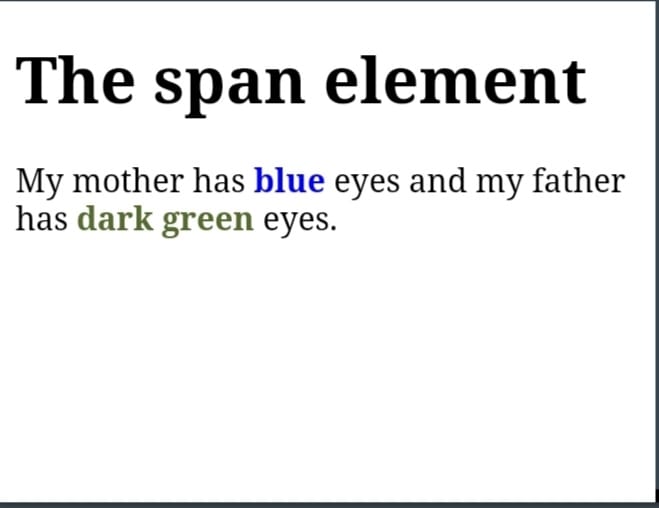 The span element
My mother has blue eyes and my father
has dark green eyes.